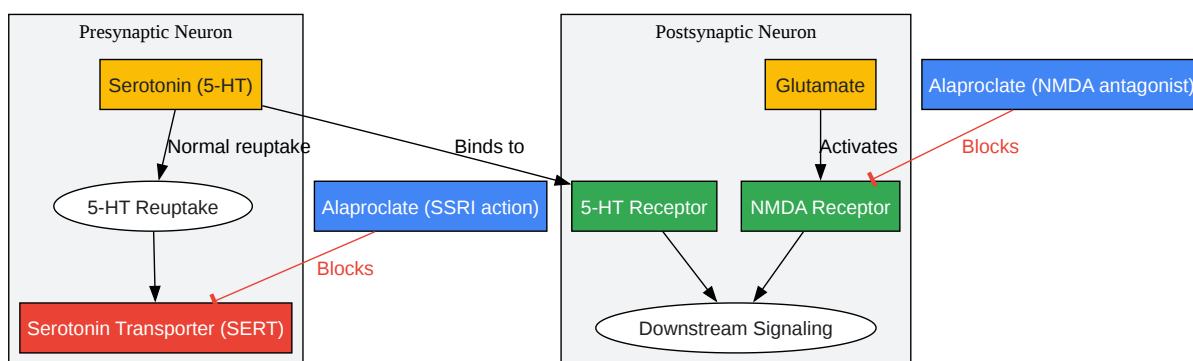 Presynaptic Neuron
Postsynaptic Neuron
Serotonin (5-HT)
Glutamate
Alaproclate (NMDA antagonist)
Normal reuptake
Binds to
Activates
Blocks
5-HT Reuptake
Alaproclate (SSRI action)
5-HT Receptor
NMDA Receptor
Blocks
Serotonin Transporter (SERT)
Downstream Signaling